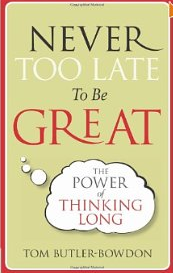 NEVER
TOO LATE
To Be
GREAT
THE
POWER
of THINKING
LONG
TOM BUTLER-BOWDON